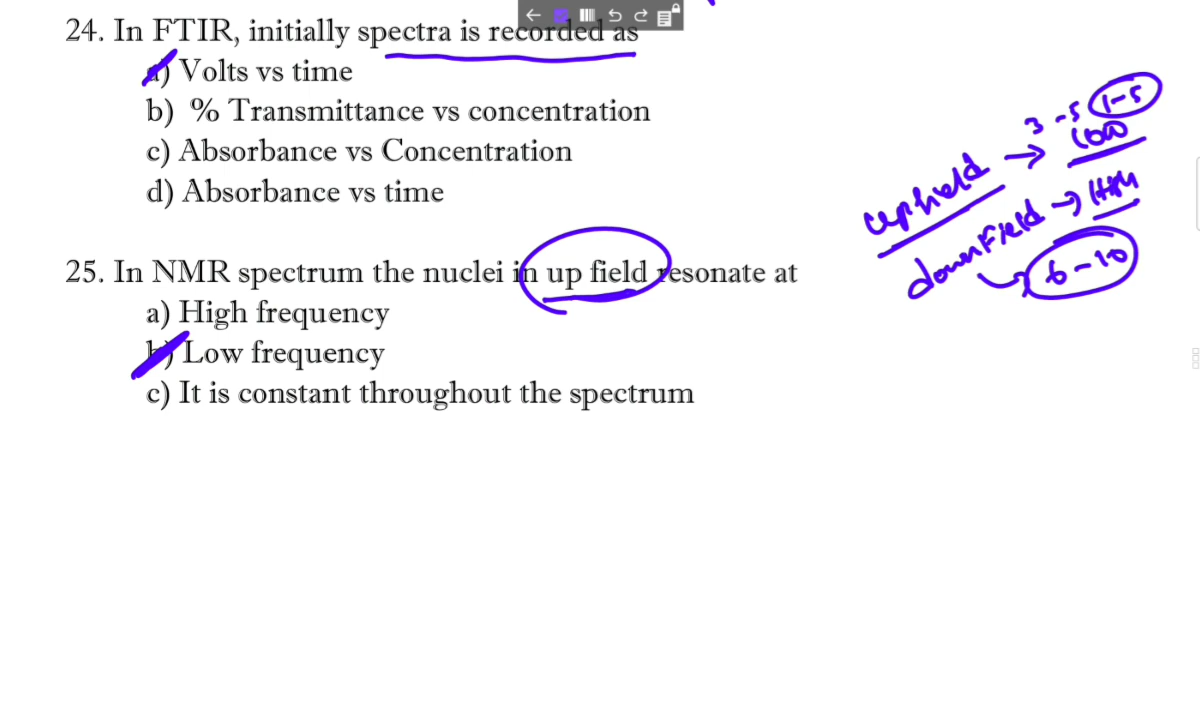 24. In FTIR, initially spectra is recorded as
a) Volts vs time
b) % Transmittance vs concentration
c) Absorbance vs Concentration
d) Absorbance vs time
25. In NMR spectrum the nuclei in up field resonate at
a) High frequency
b) Low frequency
c) It is constant throughout the spectrum
3 -5 1-5
upfield → low
downfield → High
6-10